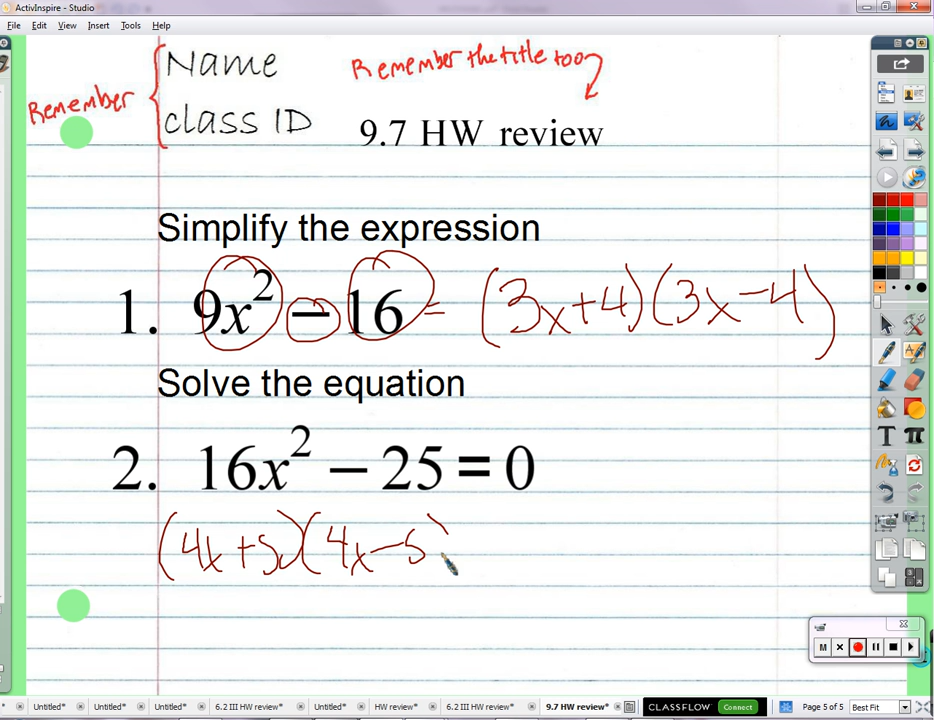 ActivInspire - Studio
File Edit View Insert Tools Help
Remember
Name
class ID
Remember the title too
9.7 HW review
Simplify the expression
1. 9x² − 16 = (3x+4)(3x−4)
Solve the equation
2. 16x² − 25 = 0
(4x+5)(4x−5)
M
Untitled* Untitled* Untitled* 6.2 III HW review* Untitled* HW review* 6.2 III HW review* 9.7 HW review* CLASSFLOW Connect Page 5 of 5 Best Fit